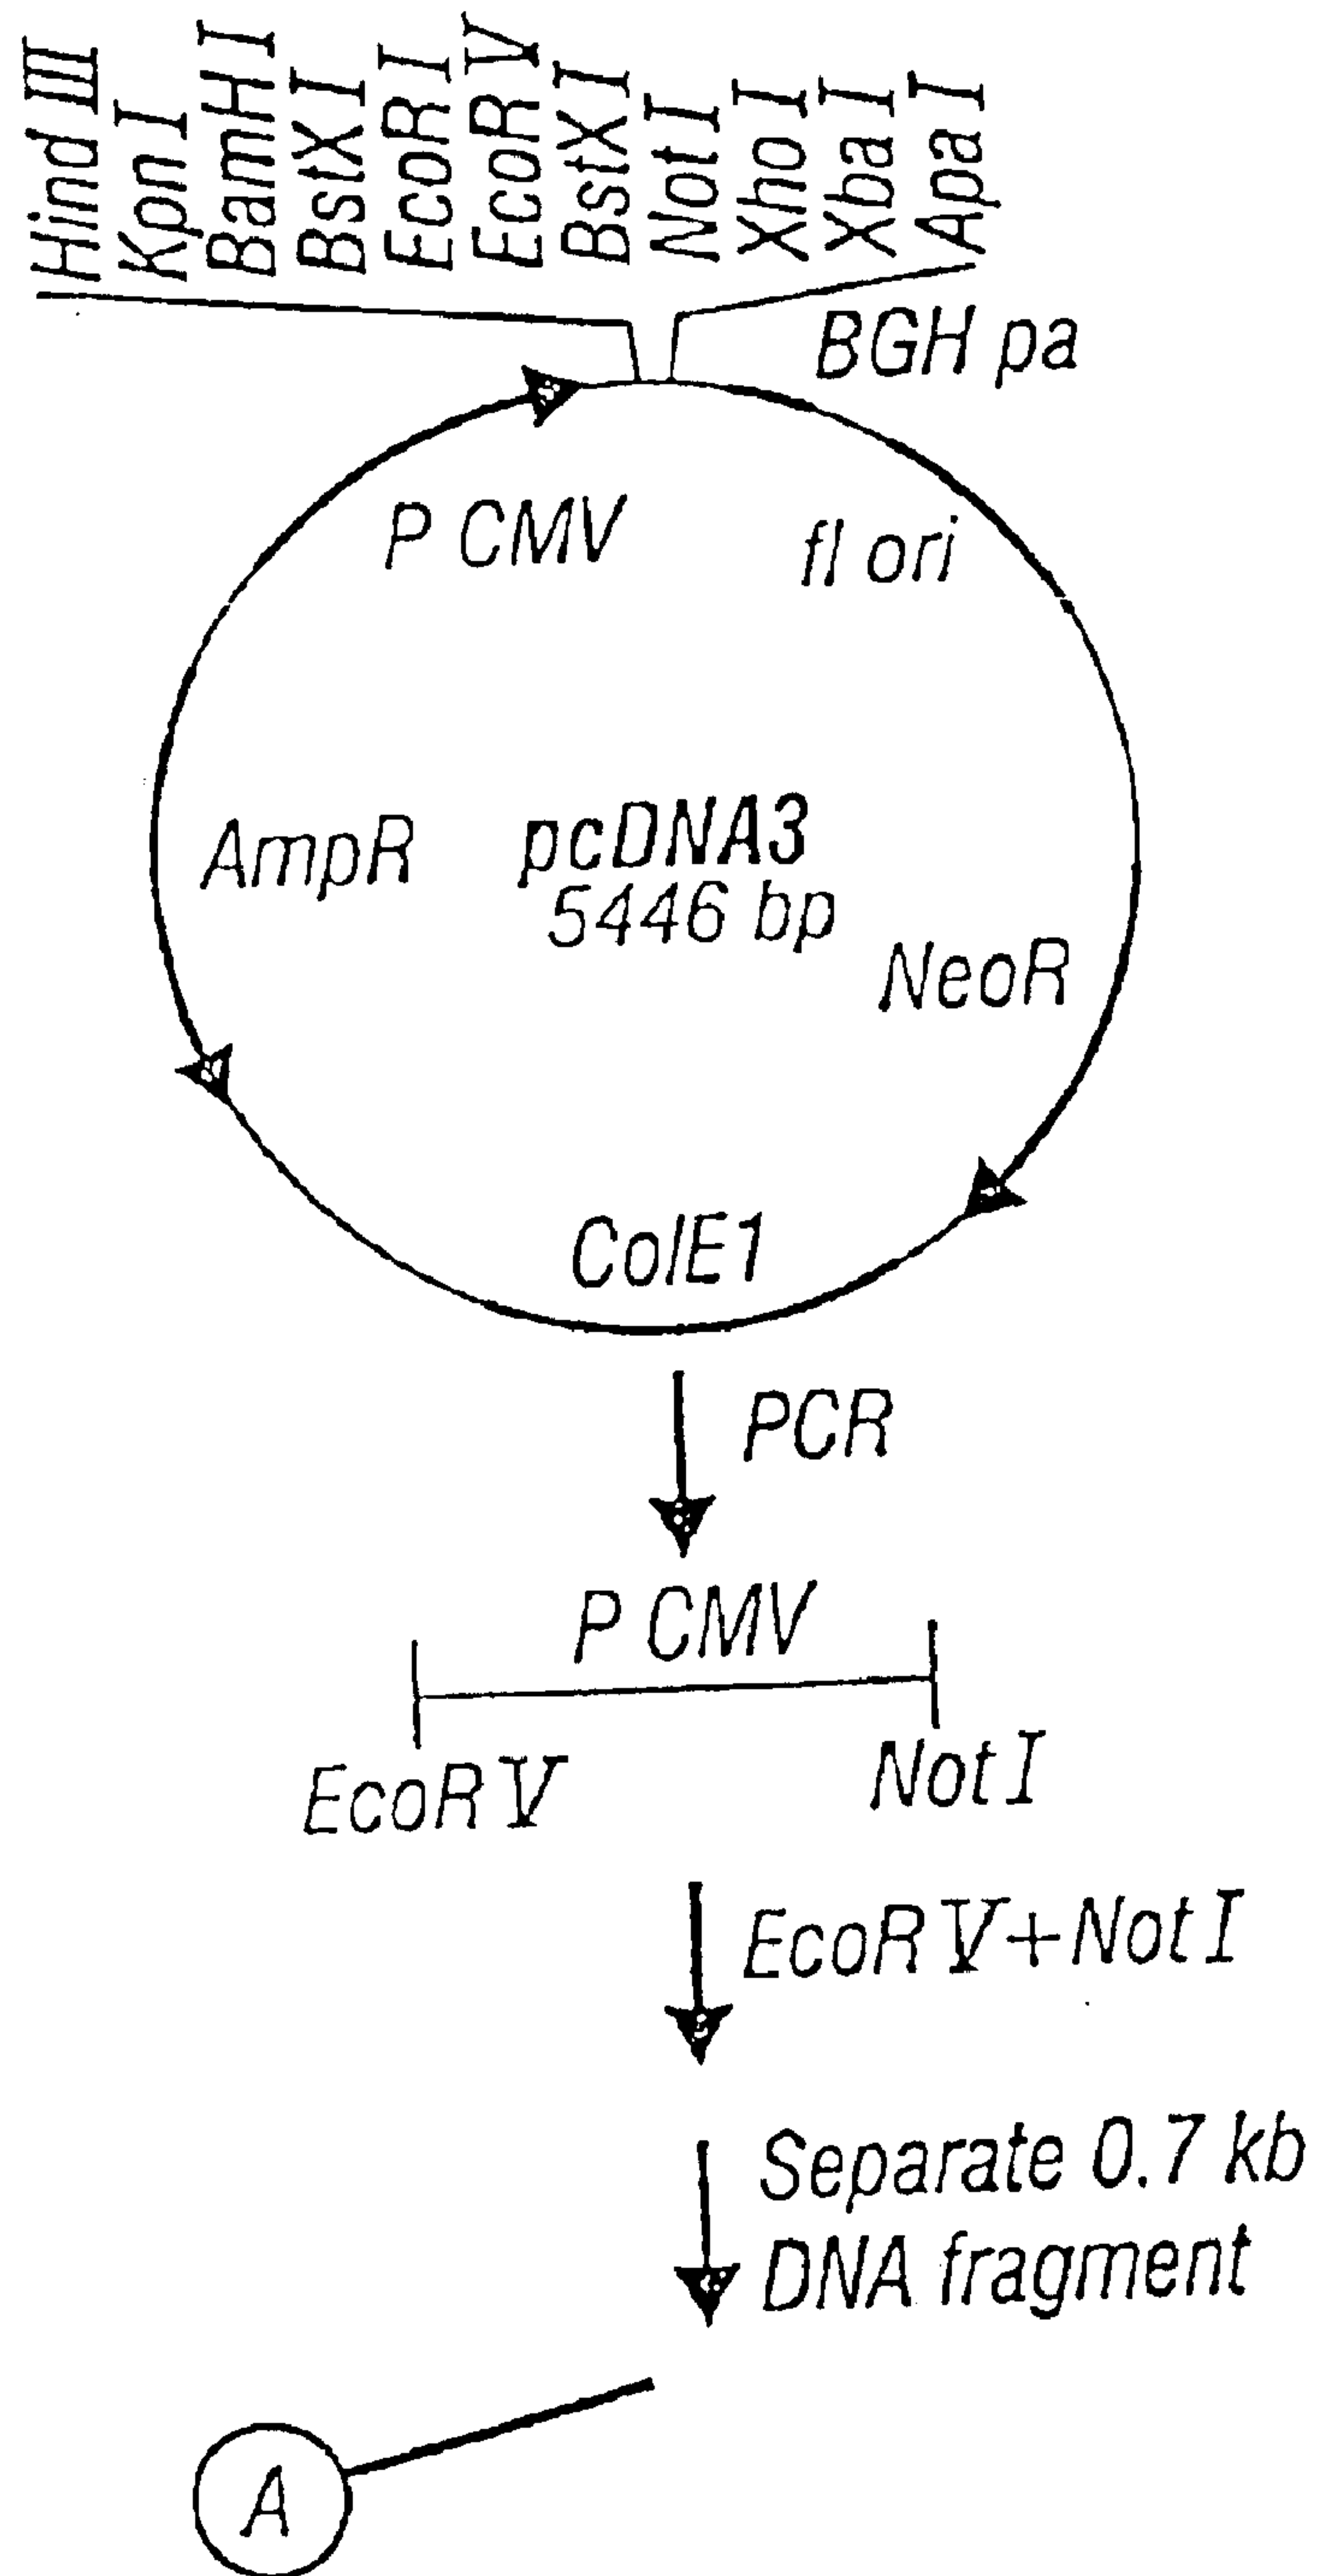 Hind III
Kpn I
BamH I
BstX I
EcoR I
EcoR V
BstX I
Not I
Xho I
Xba I
Apa I
BGH pa
P CMV
fl ori
AmpR
pcDNA3
5446 bp
NeoR
ColE1
PCR
P CMV
EcoR V
Not I
EcoR V+Not I
Separate 0.7 kb
DNA fragment
A